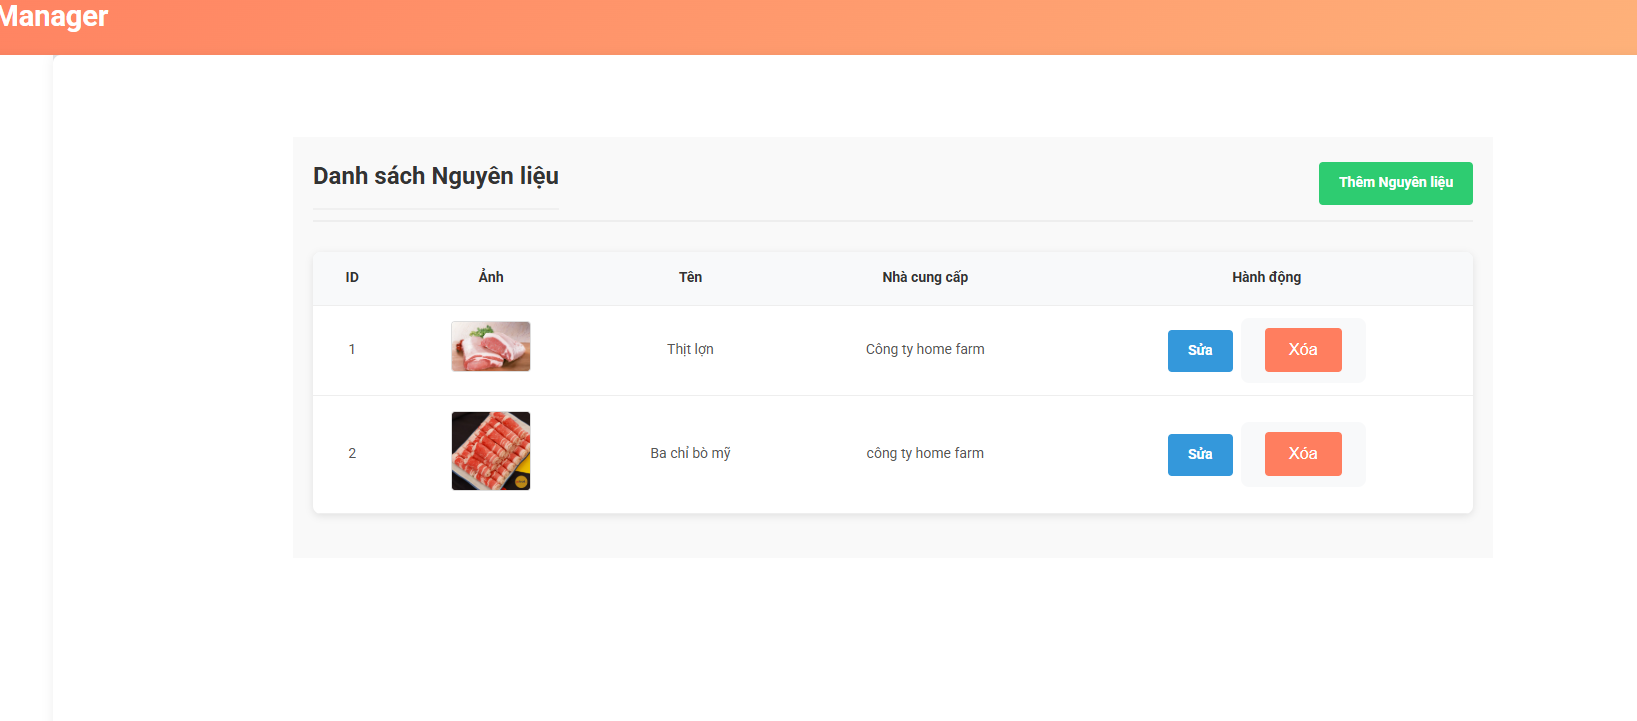 Manager
Danh sách Nguyên liệu
Thêm Nguyên liệu
ID Ảnh Tên Nhà cung cấp Hành động
1 Thịt lợn Công ty home farm Sửa Xóa
2 Ba chỉ bò mỹ công ty home farm Sửa Xóa